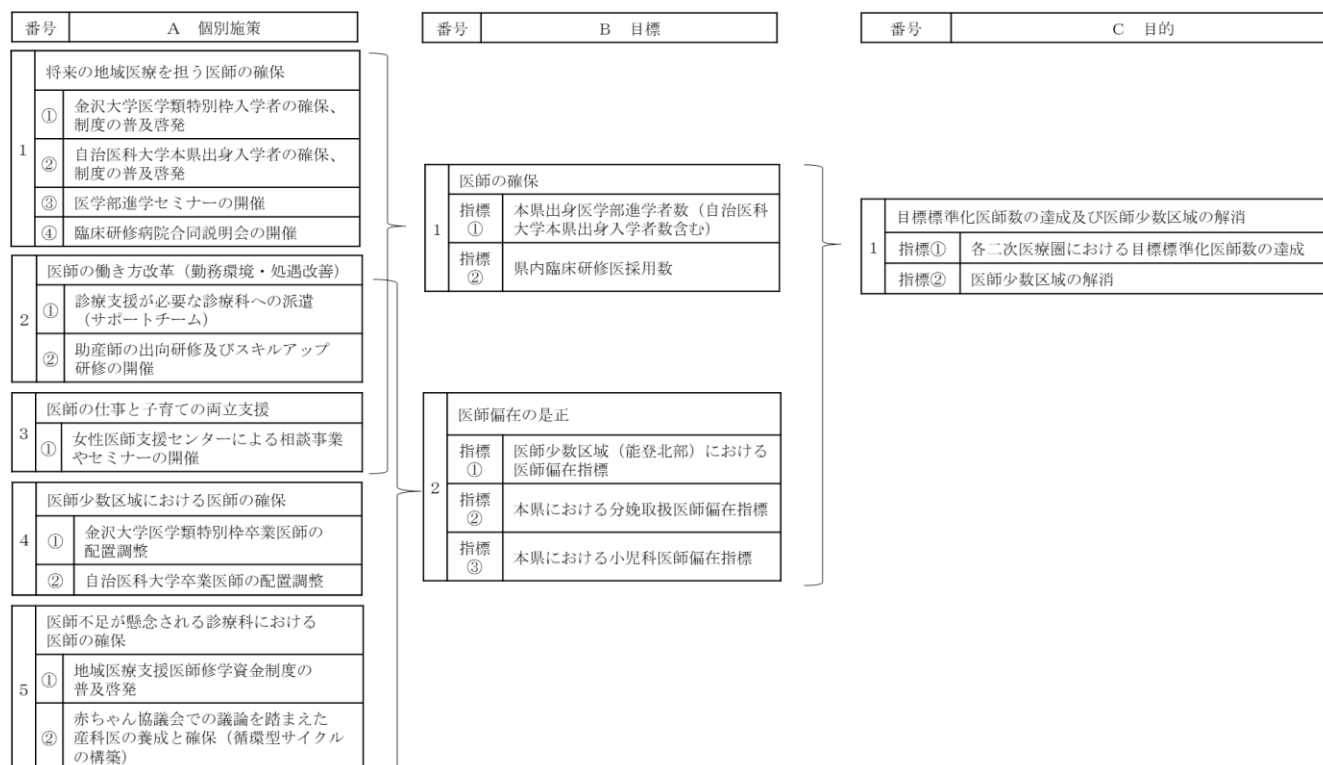 番号 A 個別施策
1 将来の地域医療を担う医師の確保
① 金沢大学医学類特別枠入学者の確保、
制度の普及啓発
② 自治医科大学本県出身入学者の確保、
制度の普及啓発
③ 医学部進学セミナーの開催
④ 臨床研修病院合同説明会の開催
2 医師の働き方改革（勤務環境・処遇改善）
① 診療支援が必要な診療科への派遣
（サポートチーム）
② 助産師の出向研修及びスキルアップ
研修の開催
3 医師の仕事と子育ての両立支援
① 女性医師支援センターによる相談事業
やセミナーの開催
4 医師少数区域における医師の確保
① 金沢大学医学類特別枠卒業医師の
配置調整
② 自治医科大学卒業医師の配置調整
5 医師不足が懸念される診療科における
医師の確保
① 地域医療支援医師修学資金制度の
普及啓発
② 赤ちゃん協議会での議論を踏まえた
産科医の養成と確保（循環型サイクル
の構築）
番号 B 目標
1 医師の確保
指標① 本県出身医学部進学者数（自治医科
大学本県出身入学者数含む）
指標② 県内臨床研修医採用数
2 医師偏在の是正
指標① 医師少数区域（能登北部）における
医師偏在指標
指標② 本県における分娩取扱医師偏在指標
指標③ 本県における小児科医師偏在指標
番号 C 目的
1 目標標準化医師数の達成及び医師少数区域の解消
指標① 各二次医療圏における目標標準化医師数の達成
指標② 医師少数区域の解消